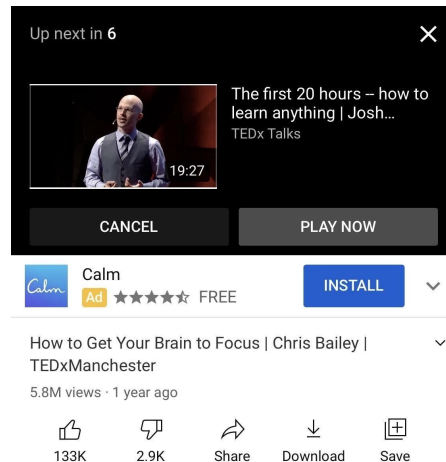 Up next in 6
The first 20 hours -- how to
learn anything | Josh...
TEDx Talks
19:27
CANCEL
PLAY NOW
Calm
Calm
Ad
FREE
INSTALL
How to Get Your Brain to Focus | Chris Bailey |
TEDxManchester
5.8M views · 1 year ago
133K
2.9K
Share
Download
Save